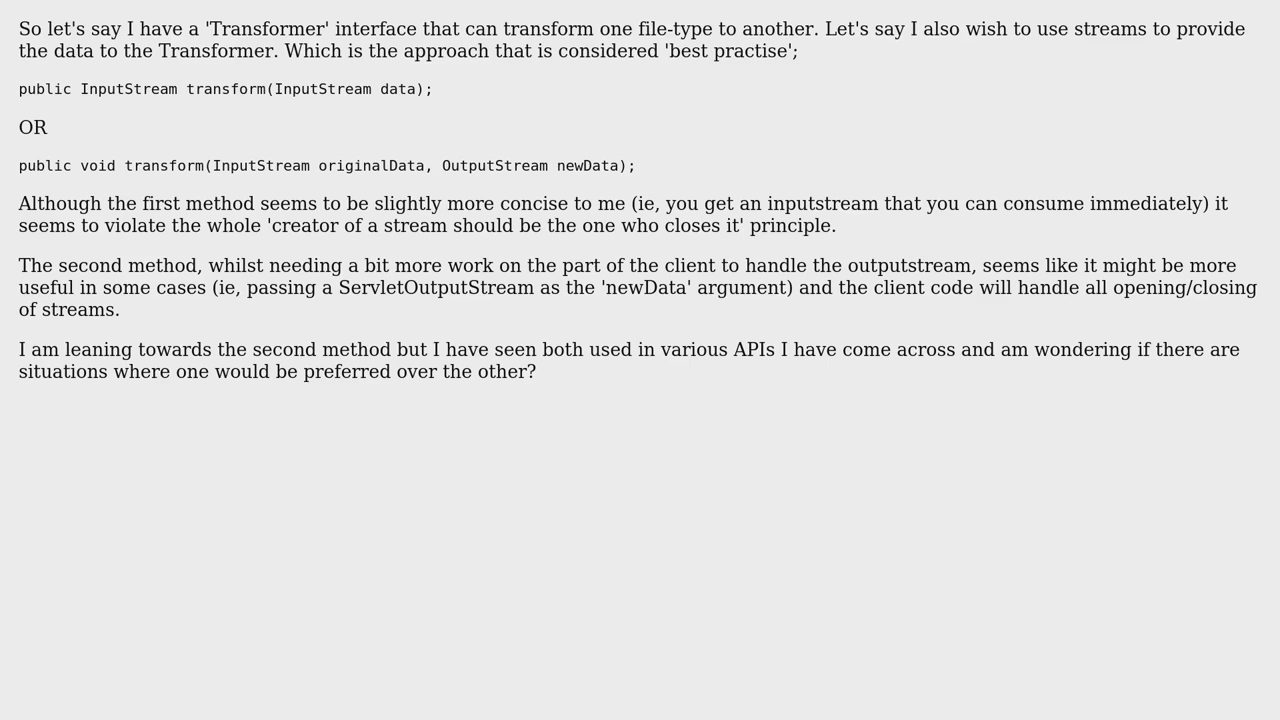 So let's say I have a 'Transformer' interface that can transform one file-type to another. Let's say I also wish to use streams to provide
the data to the Transformer. Which is the approach that is considered 'best practise';
public InputStream transform(InputStream data);
OR
public void transform(InputStream originalData, OutputStream newData);
Although the first method seems to be slightly more concise to me (ie, you get an inputstream that you can consume immediately) it
seems to violate the whole 'creator of a stream should be the one who closes it' principle.
The second method, whilst needing a bit more work on the part of the client to handle the outputstream, seems like it might be more
useful in some cases (ie, passing a ServletOutputStream as the 'newData' argument) and the client code will handle all opening/closing
of streams.
I am leaning towards the second method but I have seen both used in various APIs I have come across and am wondering if there are
situations where one would be preferred over the other?